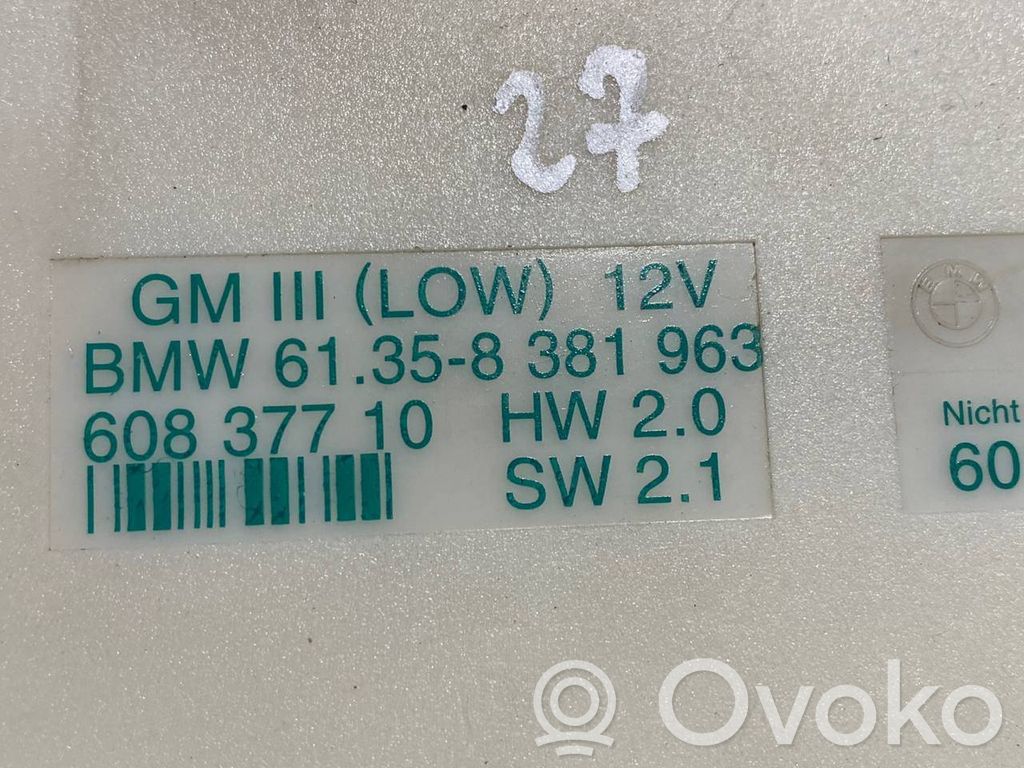 27
GM III (LOW) 12V
BMW 61.35-8 381 963
608 377 10 HW 2.0
SW 2.1
BMW
Nicht
60
Ovoko